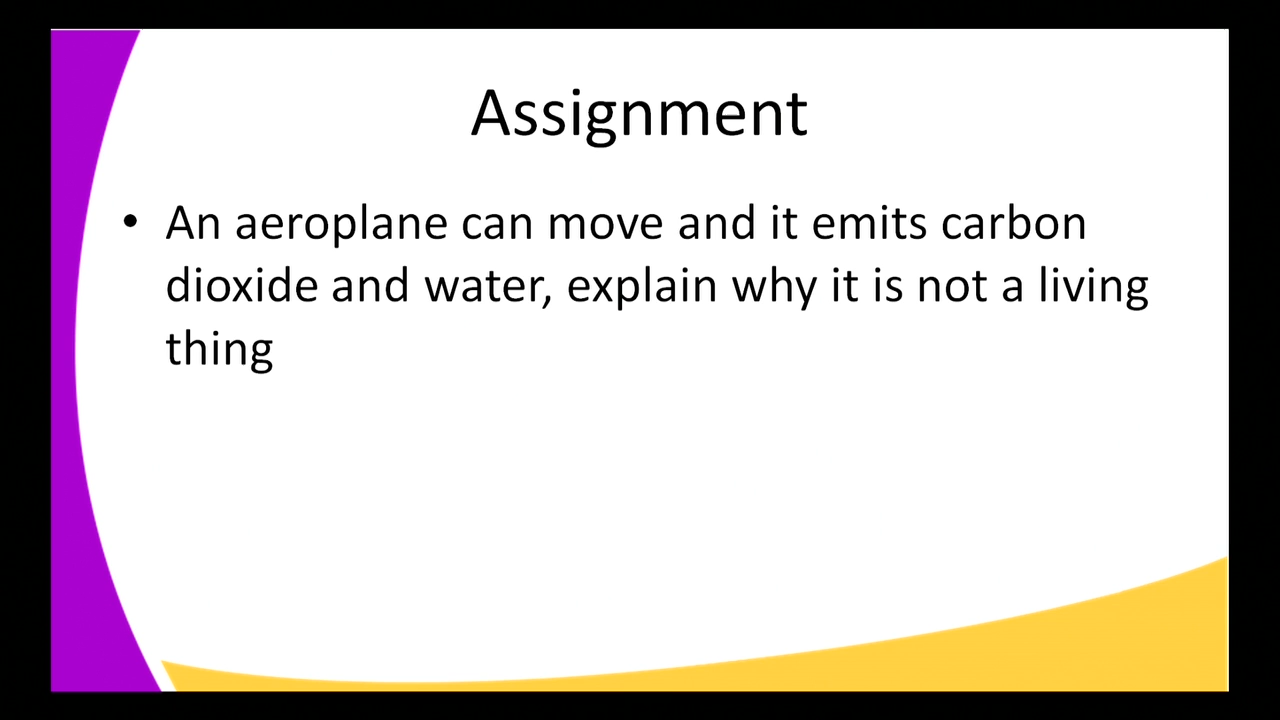 Assignment
• An aeroplane can move and it emits carbon
dioxide and water, explain why it is not a living
thing